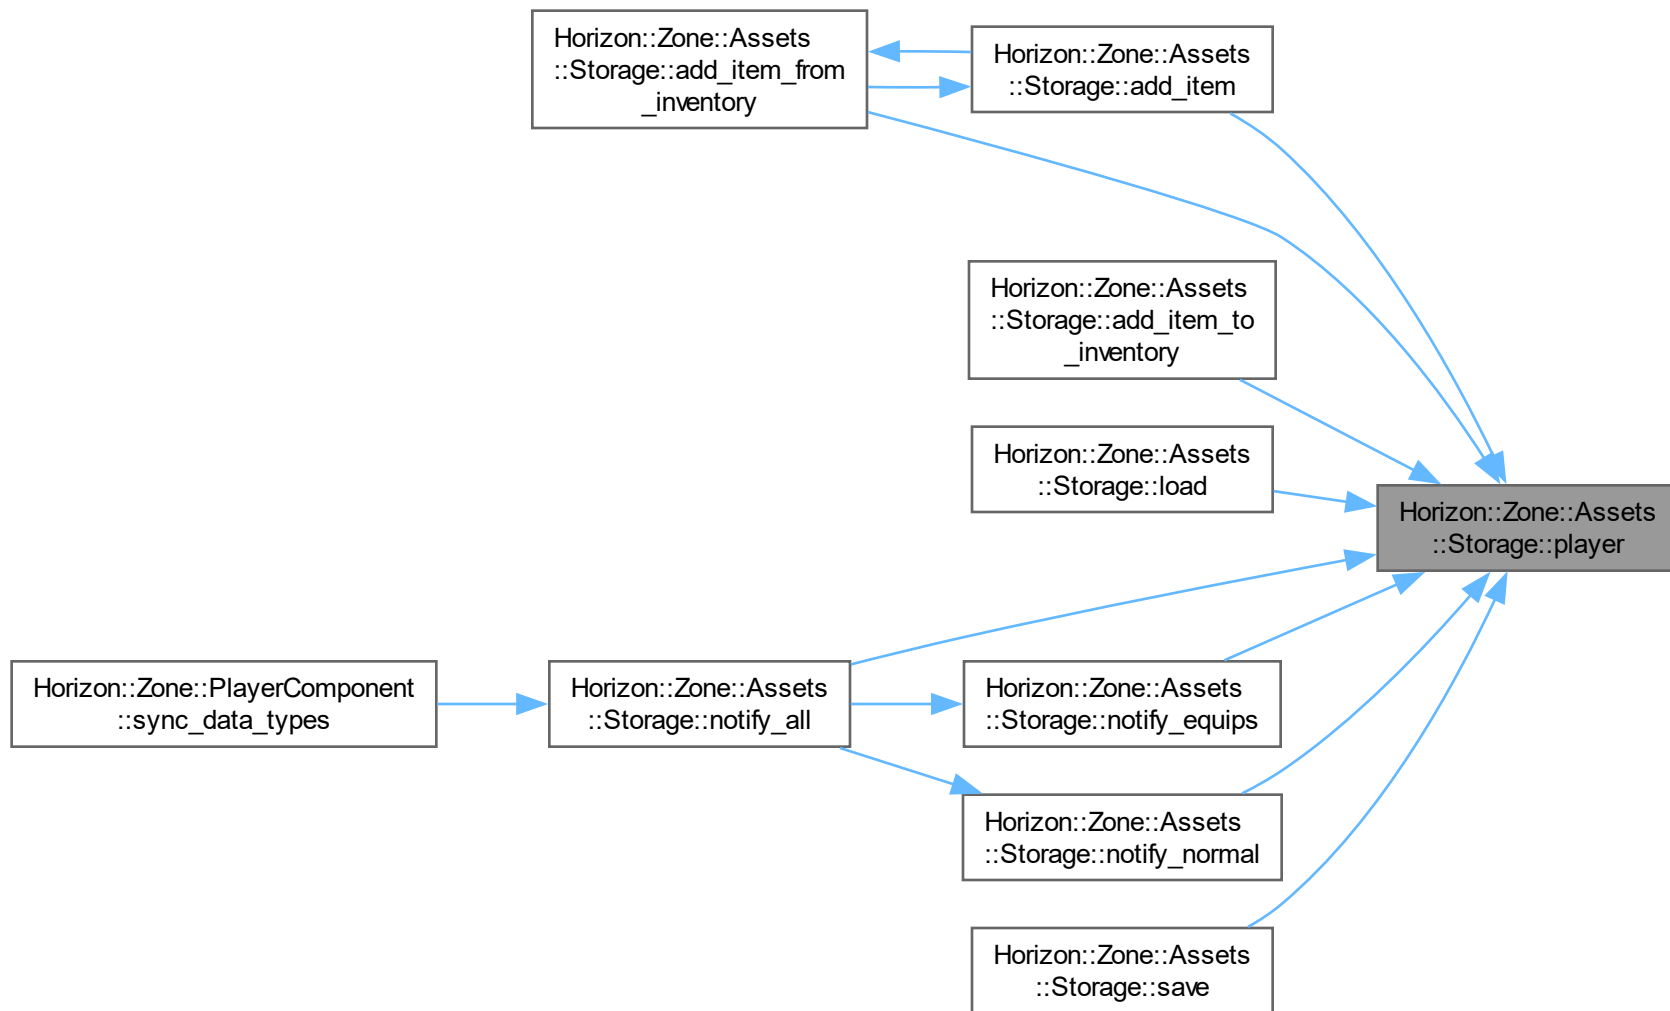 Horizon::Zone::Assets
::Storage::add_item_from
_inventory
Horizon::Zone::Assets
::Storage::add_item
Horizon::Zone::Assets
::Storage::add_item_to
_inventory
Horizon::Zone::Assets
::Storage::load
Horizon::Zone::Assets
::Storage::player
Horizon::Zone::PlayerComponent
::sync_data_types
Horizon::Zone::Assets
::Storage::notify_all
Horizon::Zone::Assets
::Storage::notify_equips
Horizon::Zone::Assets
::Storage::notify_normal
Horizon::Zone::Assets
::Storage::save